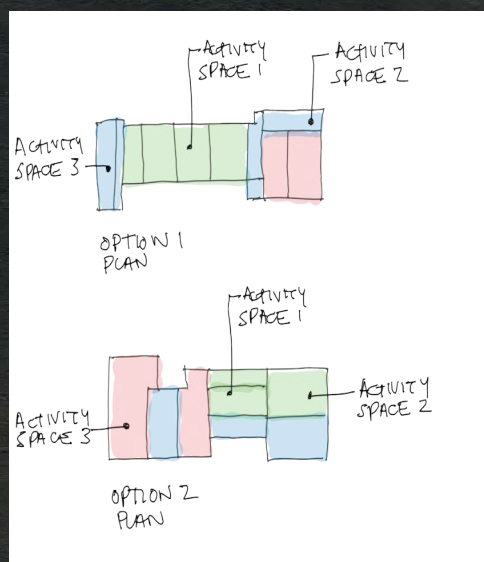 ACTIVITY
SPACE 1
ACTIVITY
SPACE 2
ACTIVITY
SPACE 3
OPTION 1
PLAN
ACTIVITY
SPACE 1
ACTIVITY
SPACE 2
ACTIVITY
SPACE 3
OPTION 2
PLAN